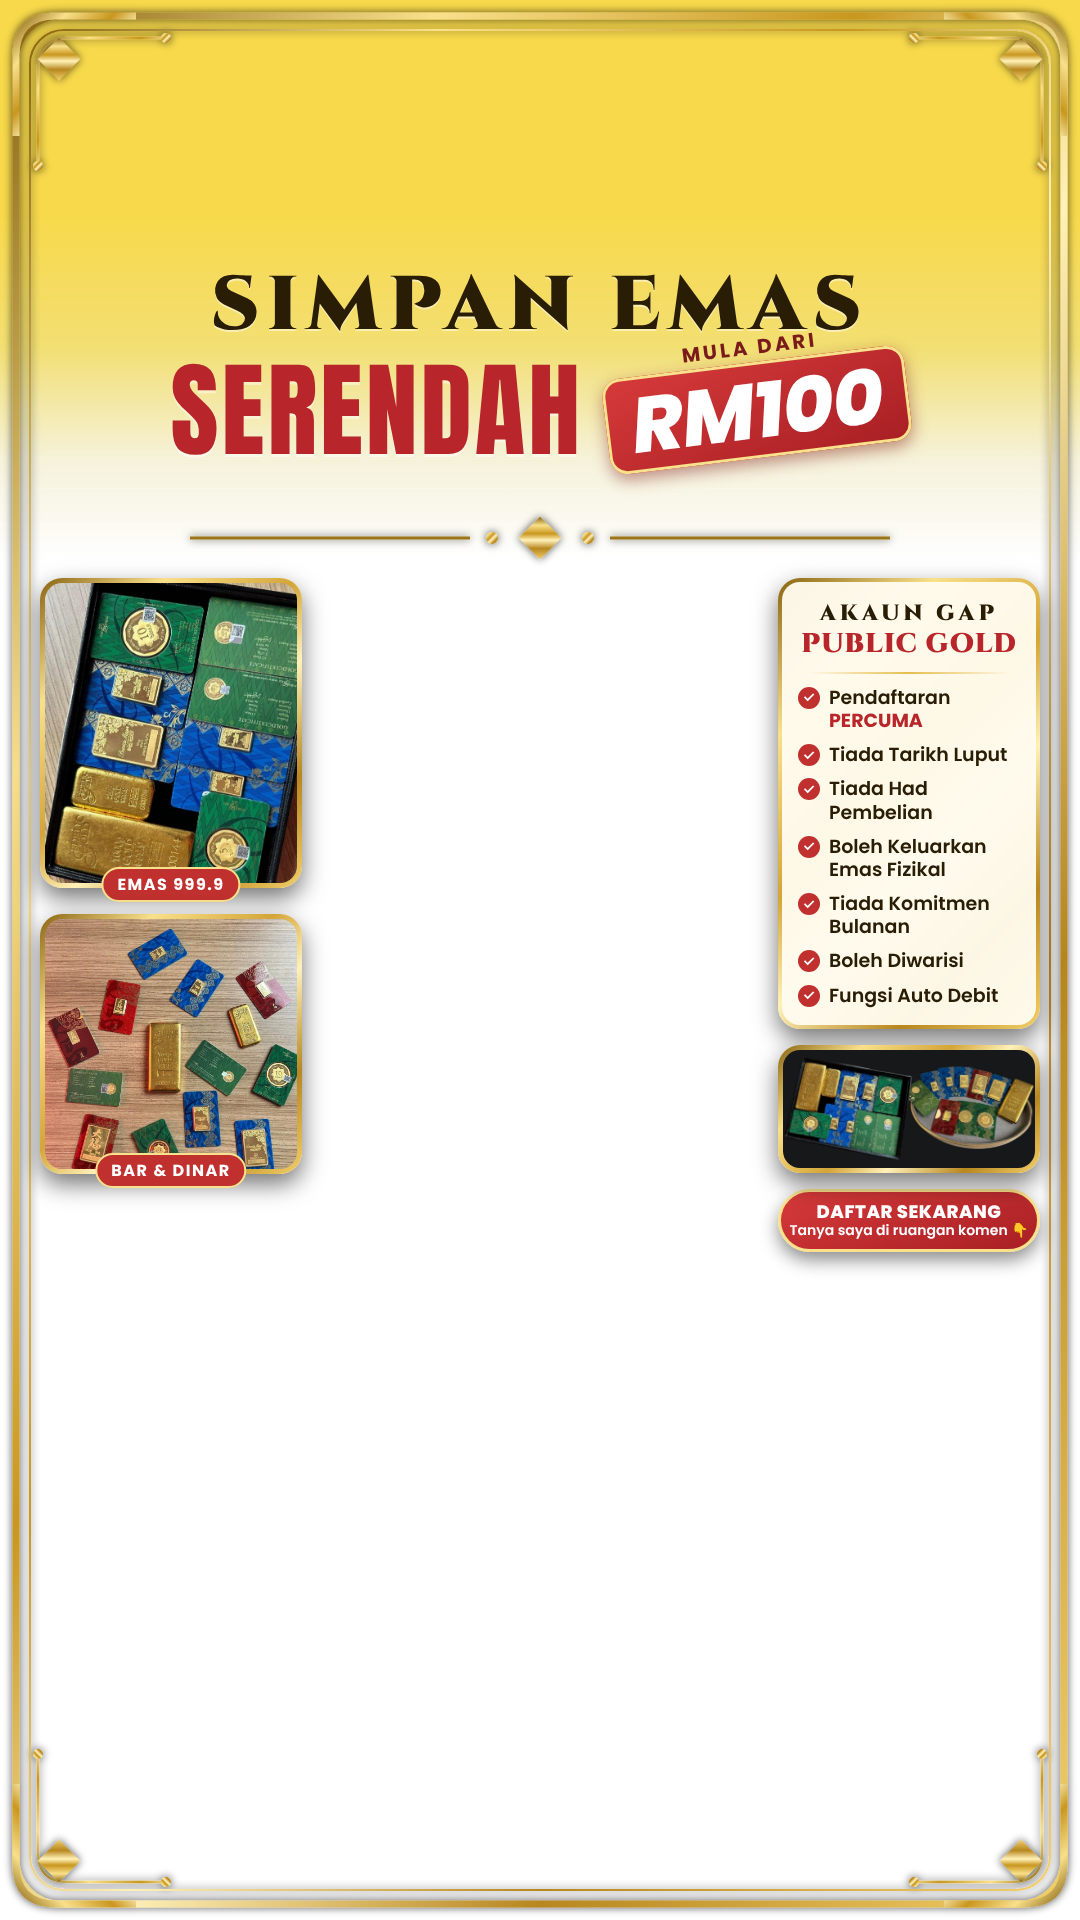 SIMPAN EMAS
SERENDAH
MULA DARI
RM100
EMAS 999.9
BAR & DINAR
AKAUN GAP
PUBLIC GOLD
Pendaftaran
PERCUMA
Tiada Tarikh Luput
Tiada Had
Pembelian
Boleh Keluarkan
Emas Fizikal
Tiada Komitmen
Bulanan
Boleh Diwarisi
Fungsi Auto Debit
DAFTAR SEKARANG
Tanya saya di ruangan komen 👇